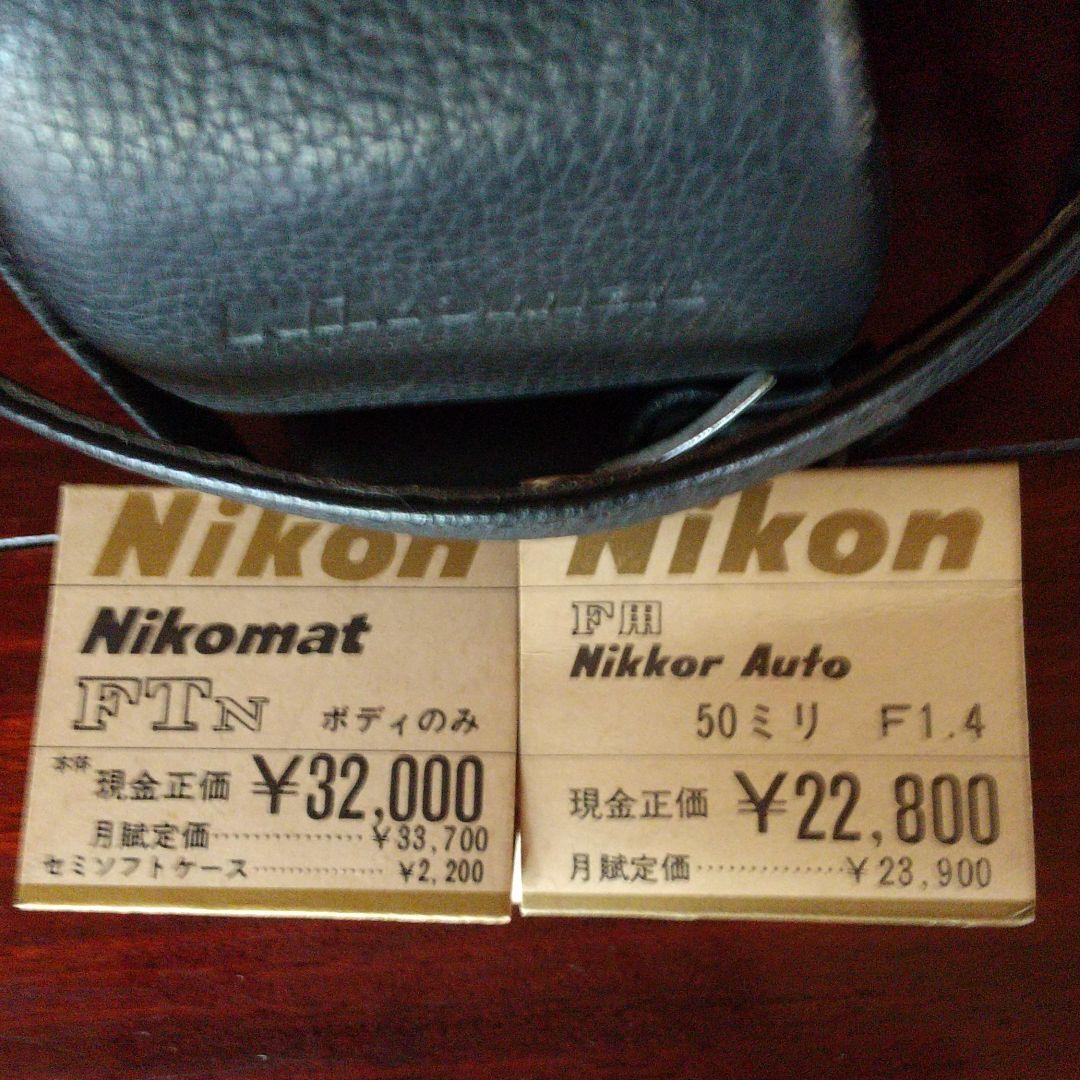 Nikon
Nikomat
FTN ボディのみ
本体 現金正価 ¥32,000
月賦定価 ¥33,700
セミソフトケース ¥2,200
Nikon
F用
Nikkor Auto
50ミリ F1.4
現金正価 ¥22,800
月賦定価 ¥23,900